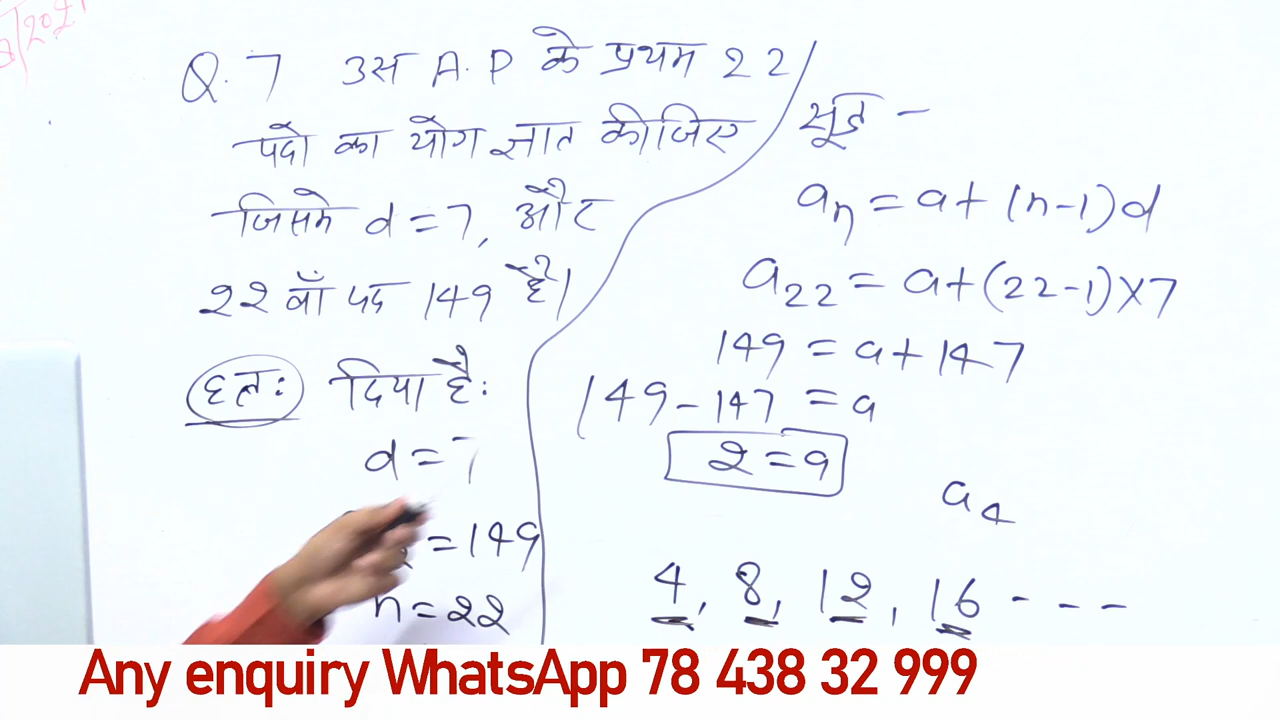 Q. 7 उस A.P के प्रथम 22
पदो का योग ज्ञात कीजिए
जिसमे d = 7, और
22 वाँ पद 149 है।
हल: दिया है:
d = 7
= 149
n = 22
सूत्र -
an = a + (n-1)d
a22 = a + (22-1)×7
149 = a + 147
149 - 147 = a
2 = a
a4
4, 8, 12, 16 - - -
Any enquiry WhatsApp 78 438 32 999